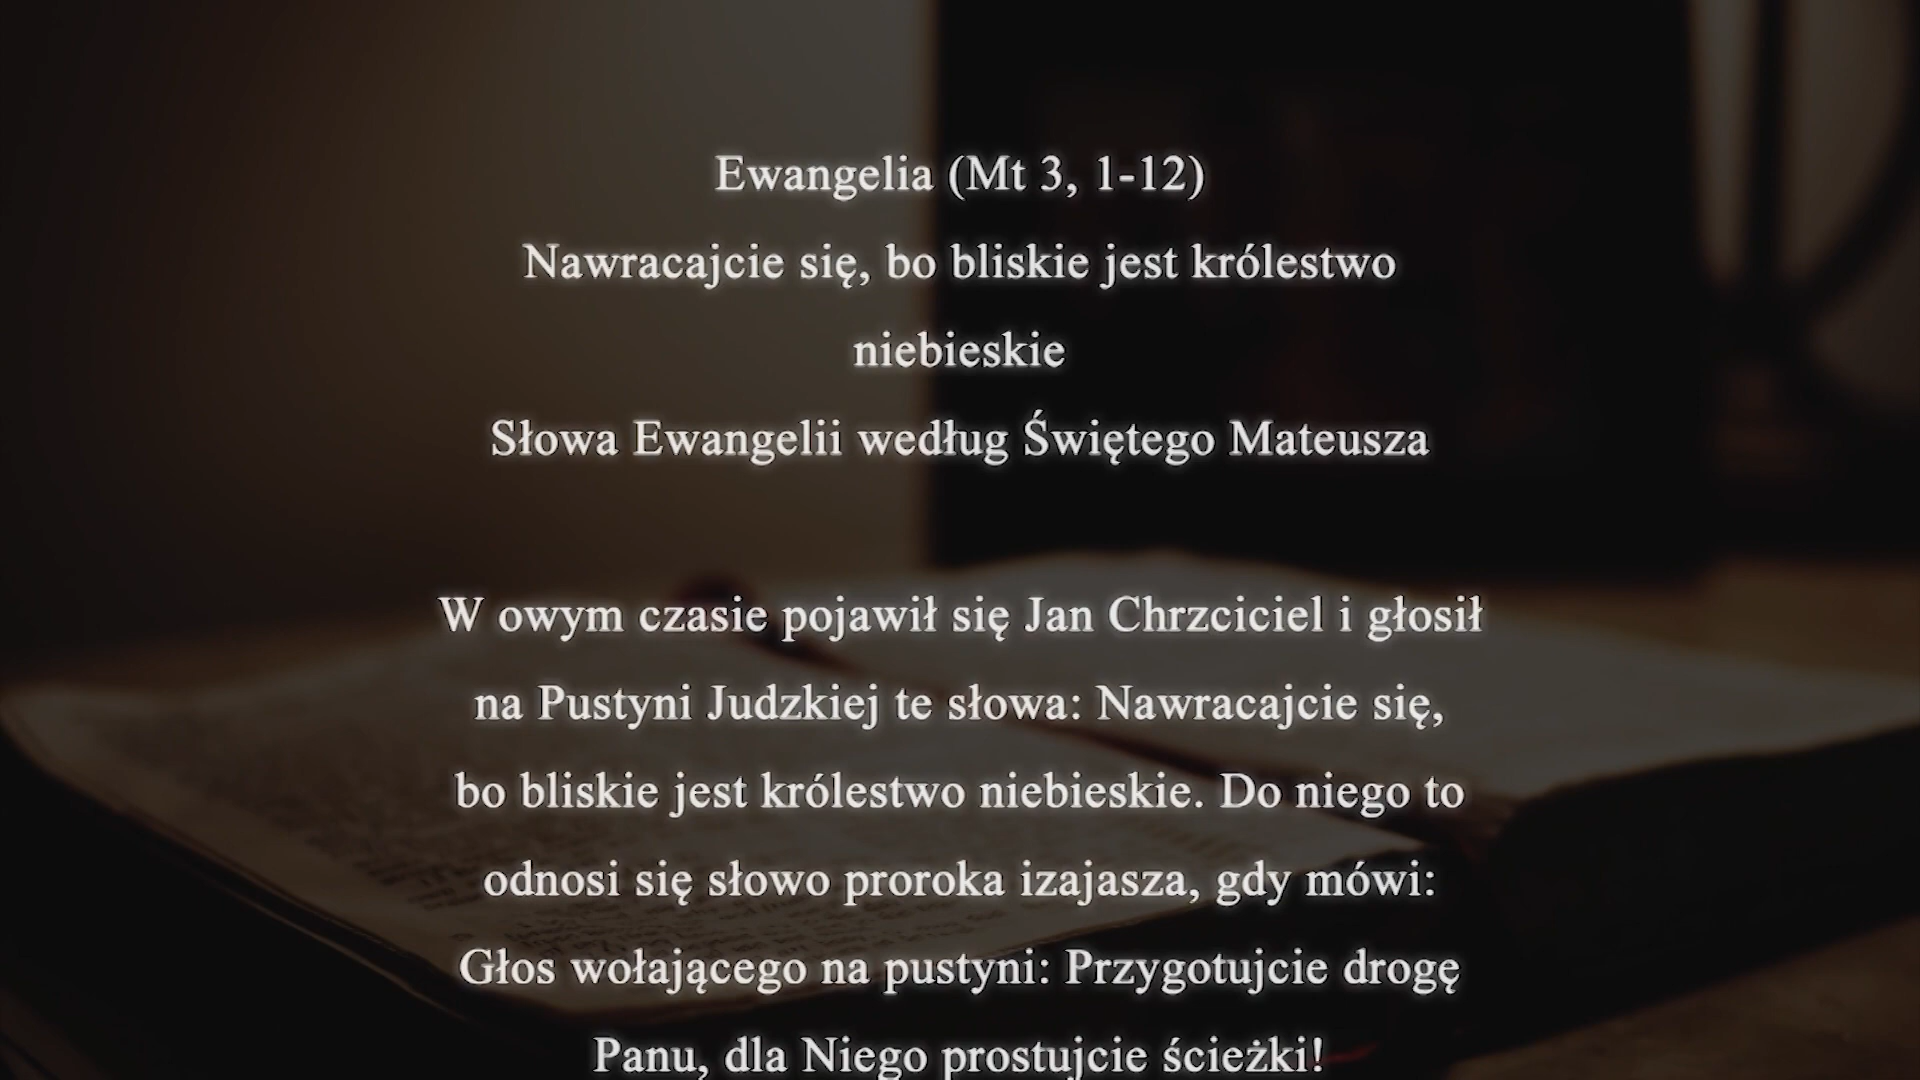 Ewangelia (Mt 3, 1-12)
Nawracajcie się, bo bliskie jest królestwo
niebieskie
Słowa Ewangelii według Świętego Mateusza
W owym czasie pojawił się Jan Chrzciciel i głosił
na Pustyni Judzkiej te słowa: Nawracajcie się,
bo bliskie jest królestwo niebieskie. Do niego to
odnosi się słowo proroka izajasza, gdy mówi:
Głos wołającego na pustyni: Przygotujcie drogę
Panu, dla Niego prostujcie ścieżki!